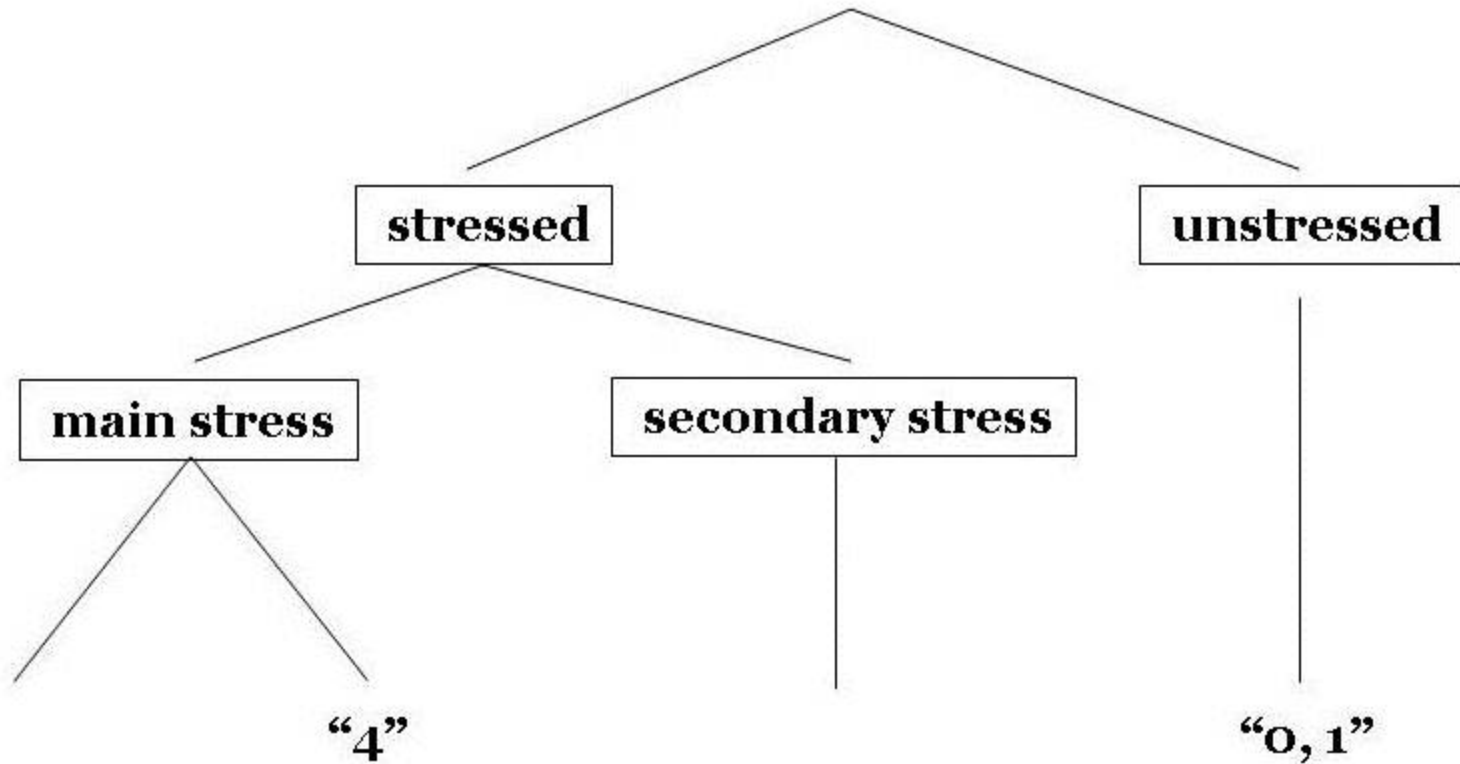 stressed
unstressed
main stress
secondary stress
“4”
“0, 1”